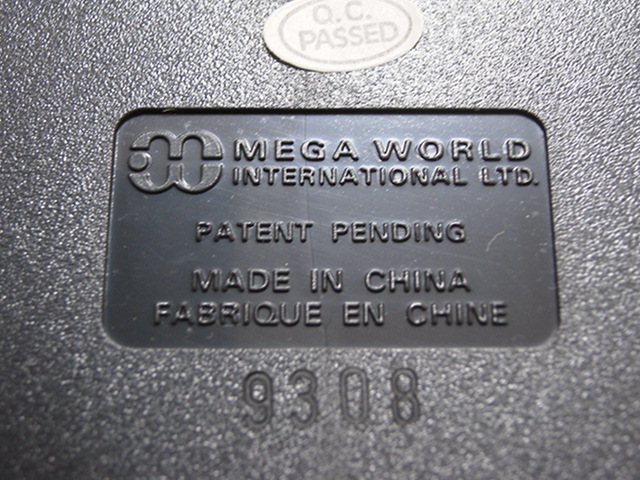 Q.C.
PASSED
MEGA WORLD
INTERNATIONAL LTD.
PATENT PENDING
MADE IN CHINA
FABRIQUE EN CHINE
9308